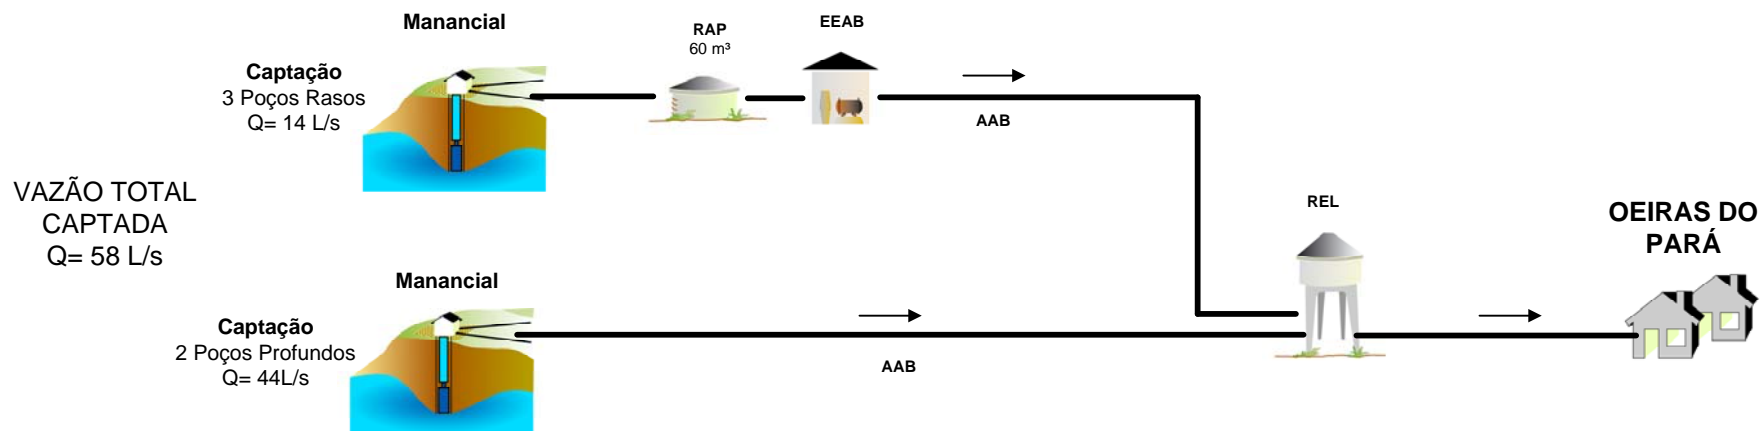 Manancial
Captação
3 Poços Rasos
Q= 14 L/s
RAP
60 m³
EEAB
AAB
VAZÃO TOTAL
CAPTADA
Q= 58 L/s
REL
OEIRAS DO
PARÁ
Manancial
Captação
2 Poços Profundos
Q= 44L/s
AAB